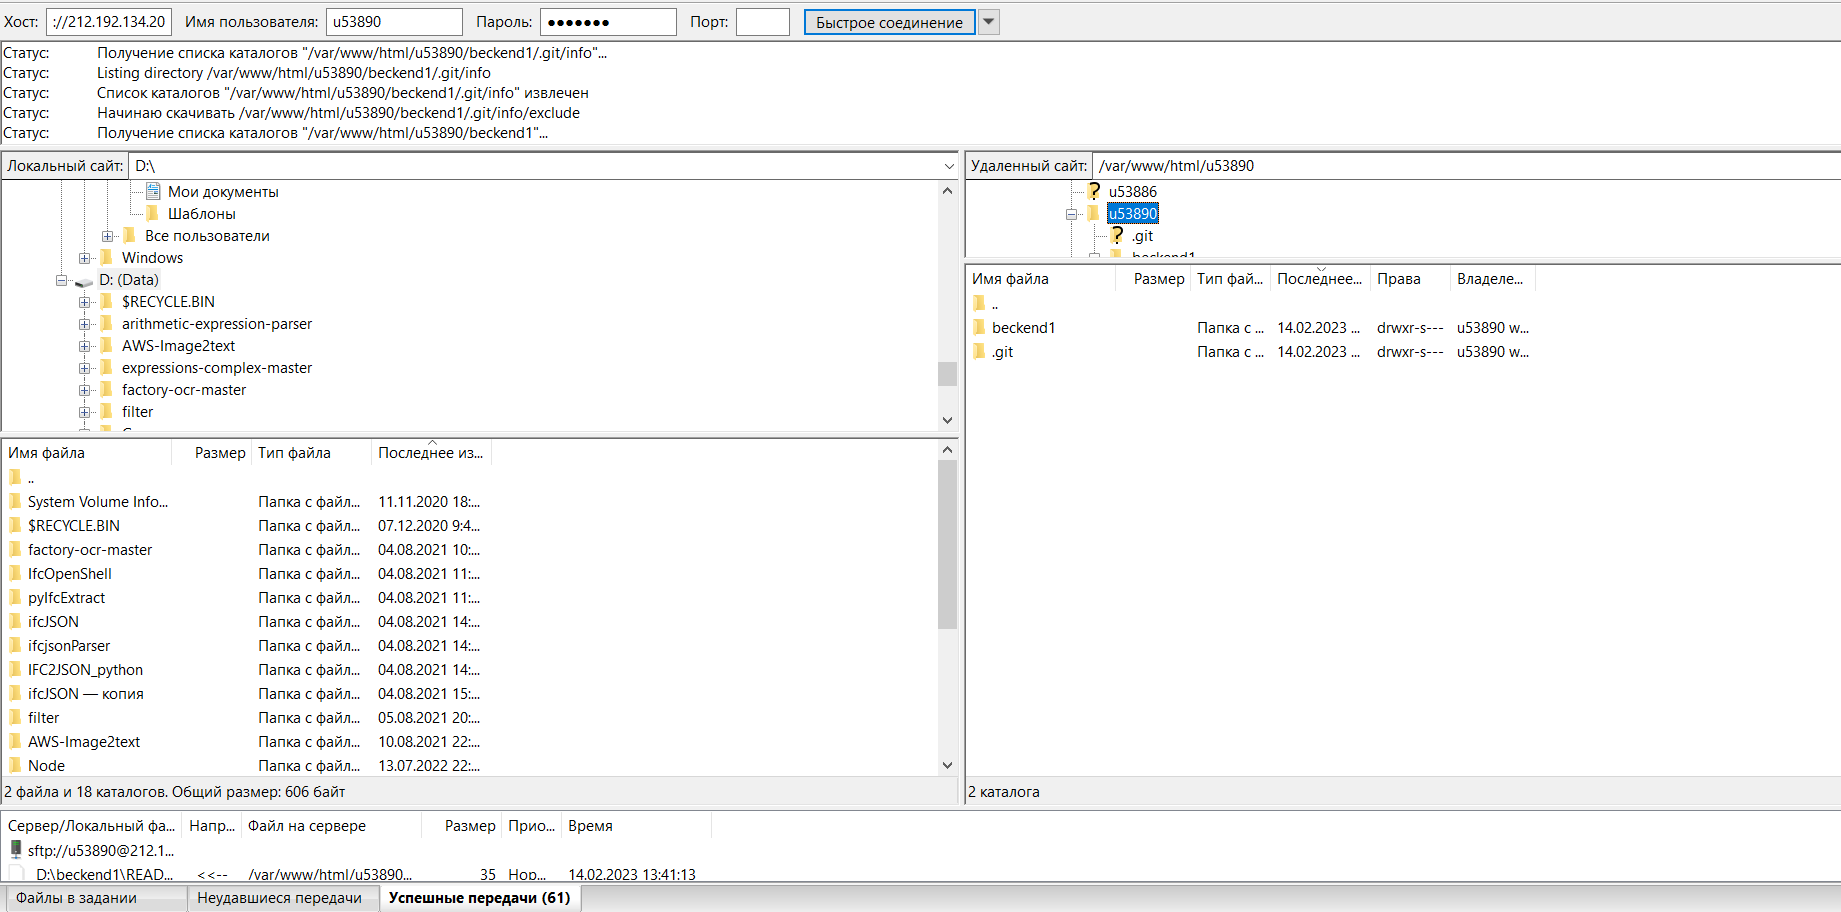 Хост: ://212.192.134.20 Имя пользователя: u53890 Пароль: ●●●●●●● Порт: Быстрое соединение
Статус: Получение списка каталогов "/var/www/html/u53890/beckend1/.git/info"...
Статус: Listing directory /var/www/html/u53890/beckend1/.git/info
Статус: Список каталогов "/var/www/html/u53890/beckend1/.git/info" извлечен
Статус: Начинаю скачивать /var/www/html/u53890/beckend1/.git/info/exclude
Статус: Получение списка каталогов "/var/www/html/u53890/beckend1"...
Локальный сайт: D:\
Мои документы
Шаблоны
Все пользователи
Windows
D: (Data)
$RECYCLE.BIN
arithmetic-expression-parser
AWS-Image2text
expressions-complex-master
factory-ocr-master
filter
Имя файла Размер Тип файла Последнее из...
..
System Volume Info... Папка с файл... 11.11.2020 18:...
$RECYCLE.BIN Папка с файл... 07.12.2020 9:4...
factory-ocr-master Папка с файл... 04.08.2021 10:...
IfcOpenShell Папка с файл... 04.08.2021 11:...
pyIfcExtract Папка с файл... 04.08.2021 11:...
ifcJSON Папка с файл... 04.08.2021 14:...
ifcjsonParser Папка с файл... 04.08.2021 14:...
IFC2JSON_python Папка с файл... 04.08.2021 14:...
ifcJSON — копия Папка с файл... 04.08.2021 15:...
filter Папка с файл... 05.08.2021 20:...
AWS-Image2text Папка с файл... 10.08.2021 22:...
Node Папка с файл... 13.07.2022 22:...
2 файла и 18 каталогов. Общий размер: 606 байт
Удаленный сайт: /var/www/html/u53890
u53886
u53890
.git
beckend1
Имя файла Размер Тип фай... Последнее... Права Владеле...
..
beckend1 Папка с ... 14.02.2023 ... drwxr-s--- u53890 w...
.git Папка с ... 14.02.2023 ... drwxr-s--- u53890 w...
2 каталога
Сервер/Локальный фа... Напр... Файл на сервере Размер Прио... Время
sftp://u53890@212.1...
D:\beckend1\READ... <<-- /var/www/html/u53890... 35 Нор... 14.02.2023 13:41:13
Файлы в задании Неудавшиеся передачи Успешные передачи (61)